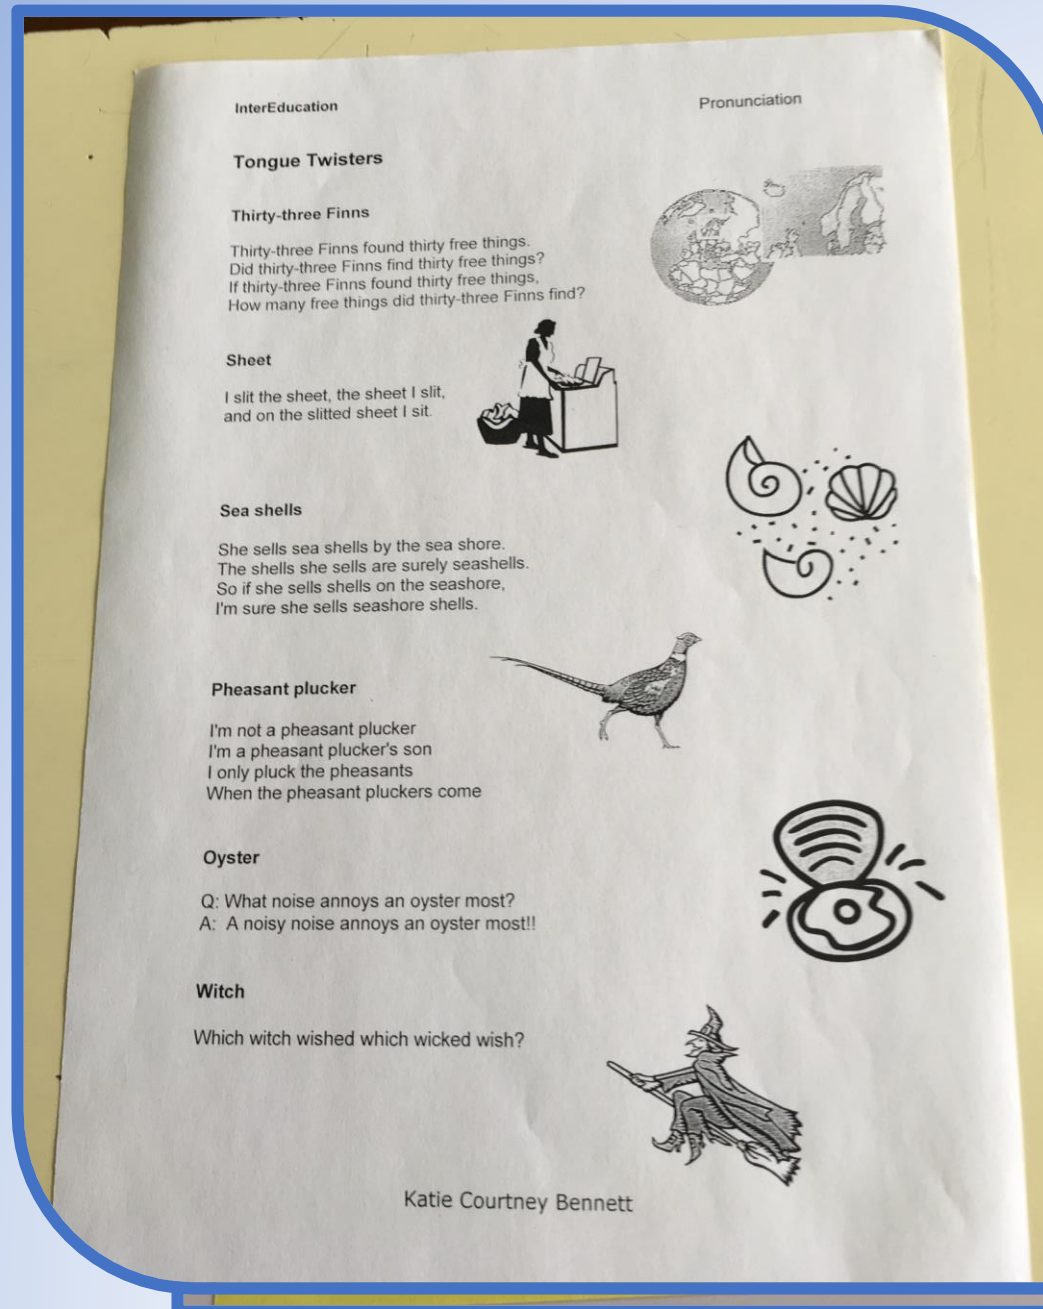 InterEducation
Pronunciation
Tongue Twisters
Thirty-three Finns
Thirty-three Finns found thirty free things.
Did thirty-three Finns find thirty free things?
If thirty-three Finns found thirty free things,
How many free things did thirty-three Finns find?
Sheet
I slit the sheet, the sheet I slit,
and on the slitted sheet I sit.
Sea shells
She sells sea shells by the sea shore.
The shells she sells are surely seashells.
So if she sells shells on the seashore,
I'm sure she sells seashore shells.
Pheasant plucker
I'm not a pheasant plucker
I'm a pheasant plucker's son
I only pluck the pheasants
When the pheasant pluckers come
Oyster
Q: What noise annoys an oyster most?
A: A noisy noise annoys an oyster most!!
Witch
Which witch wished which wicked wish?
Katie Courtney Bennett